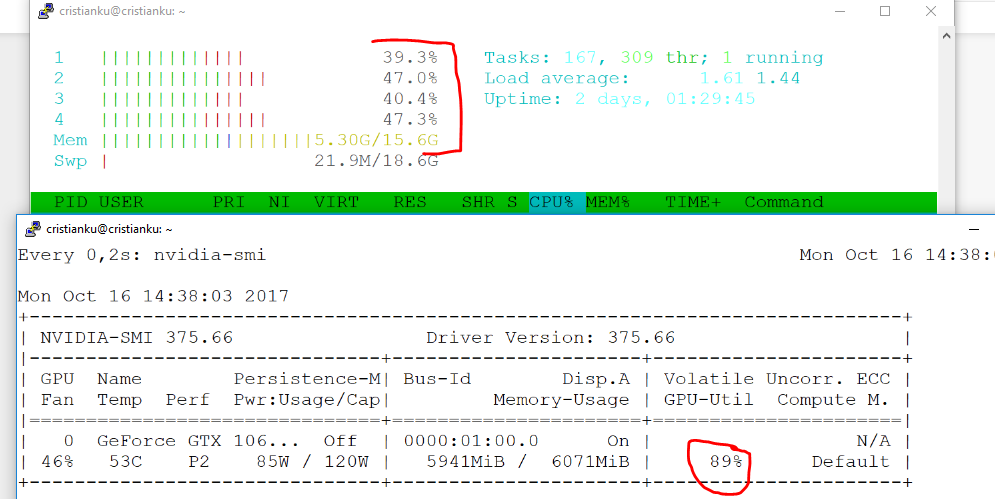 cristianku@cristianku: ~
1 39.3% Tasks: 167, 309 thr; 1 running
2 47.0% Load average: 1.61 1.44
3 40.4% Uptime: 2 days, 01:29:45
4 47.3%
Mem 5.30G/15.6G
Swp 21.9M/18.6G
PID USER PRI NI VIRT RES SHR S CPU% MEM% TIME+ Command
cristianku@cristianku: ~
Every 0,2s: nvidia-smi Mon Oct 16 14:38:
Mon Oct 16 14:38:03 2017
NVIDIA-SMI 375.66 Driver Version: 375.66
GPU Name Persistence-M| Bus-Id Disp.A | Volatile Uncorr. ECC
Fan Temp Perf Pwr:Usage/Cap| Memory-Usage | GPU-Util Compute M.
0 GeForce GTX 106... Off | 0000:01:00.0 On | N/A
46% 53C P2 85W / 120W | 5941MiB / 6071MiB | 89% Default